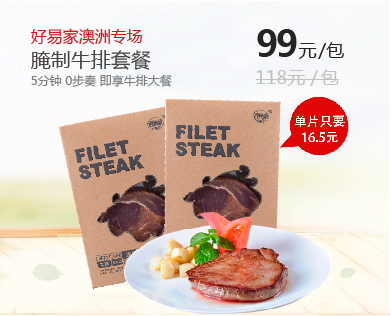 好易家澳洲专场
腌制牛排套餐
5分钟 0步奏 即享牛排大餐
99元/包
118元/包
单片只要
16.5元
FILET
STEAK
FILET
STEAK